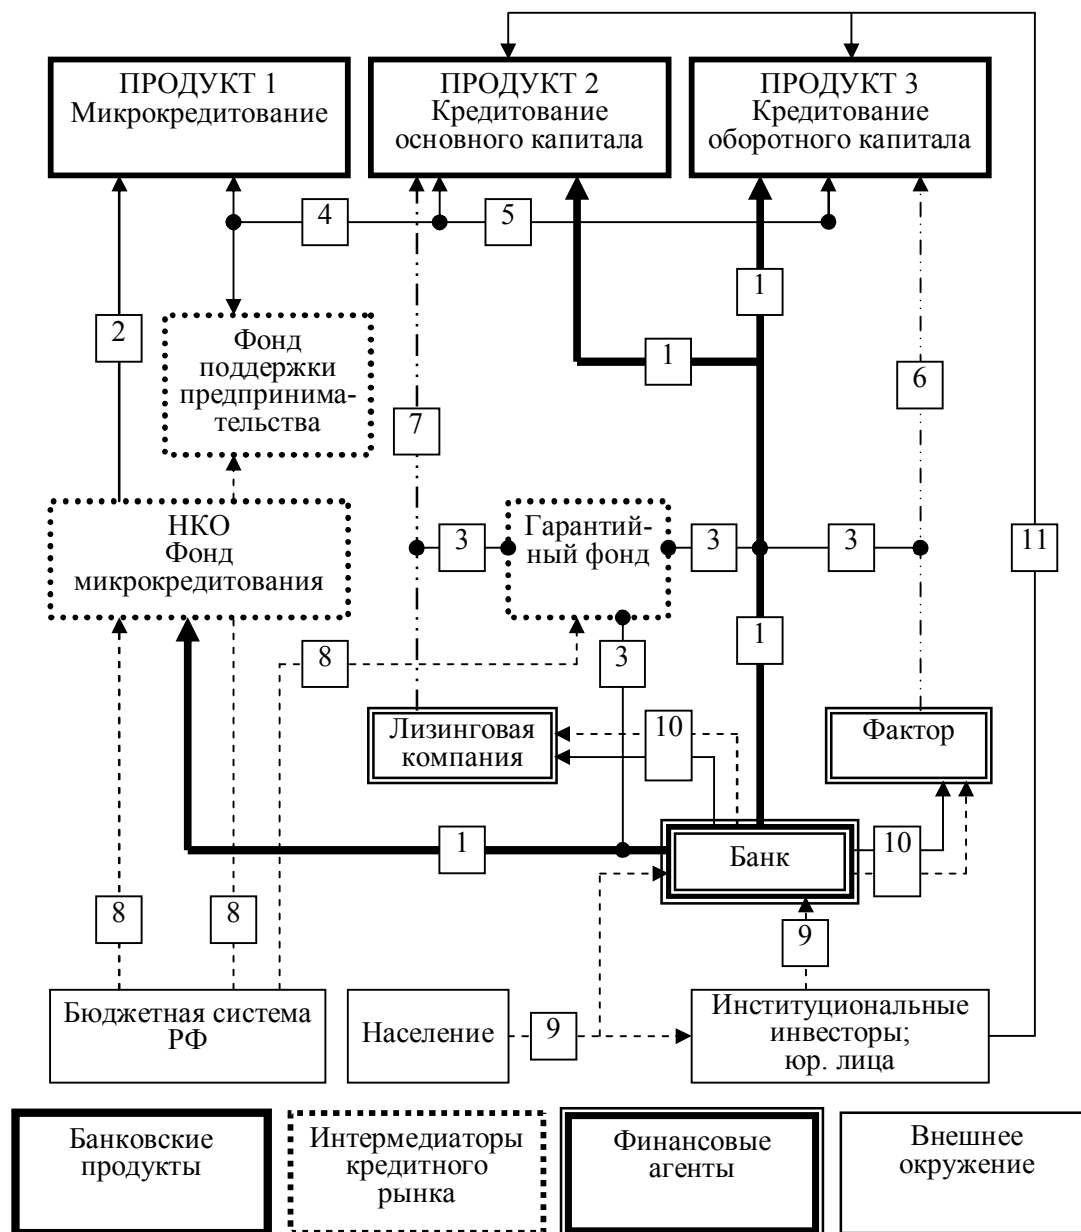 ПРОДУКТ 1
Микрокредитование
ПРОДУКТ 2
Кредитование
основного капитала
ПРОДУКТ 3
Кредитование
оборотного капитала
4
5
1
2
Фонд
поддержки
предпринима-
тельства
1
6
7
НКО
Фонд
микрокредитования
3
Гарантий-
ный фонд
3
3
11
8
3
1
Лизинговая
компания
10
Фактор
1
Банк
10
8
8
9
Бюджетная система
РФ
Население
9
Институциональные
инвесторы;
юр. лица
Банковские
продукты
Интермедиаторы
кредитного
рынка
Финансовые
агенты
Внешнее
окружение